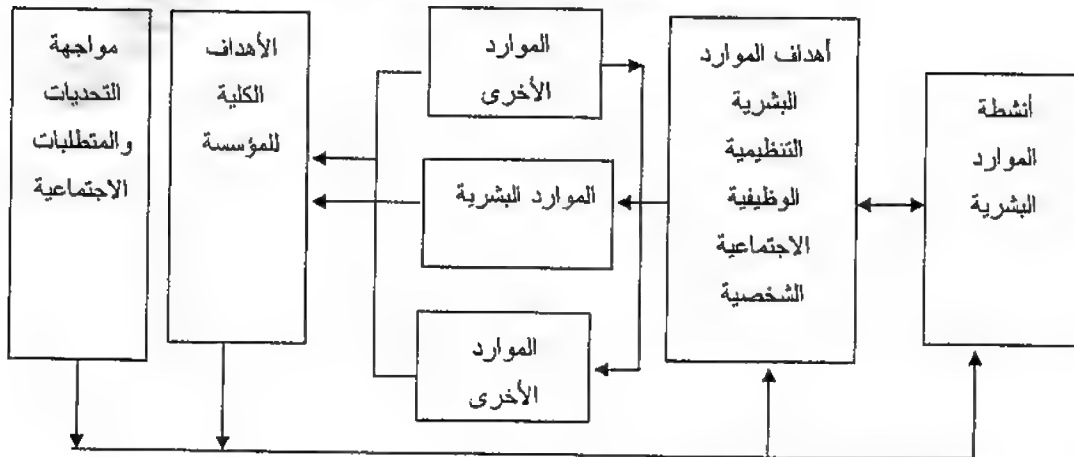 أنشطة
الموارد
البشرية
أهداف الموارد
البشرية
التنظيمية
الوظيفية
الاجتماعية
الشخصية
الموارد
الأخرى
الموارد البشرية
الموارد
الأخرى
الأهداف
الكلية
للمؤسسة
مواجهة
التحديات
والمتطلبات
الاجتماعية